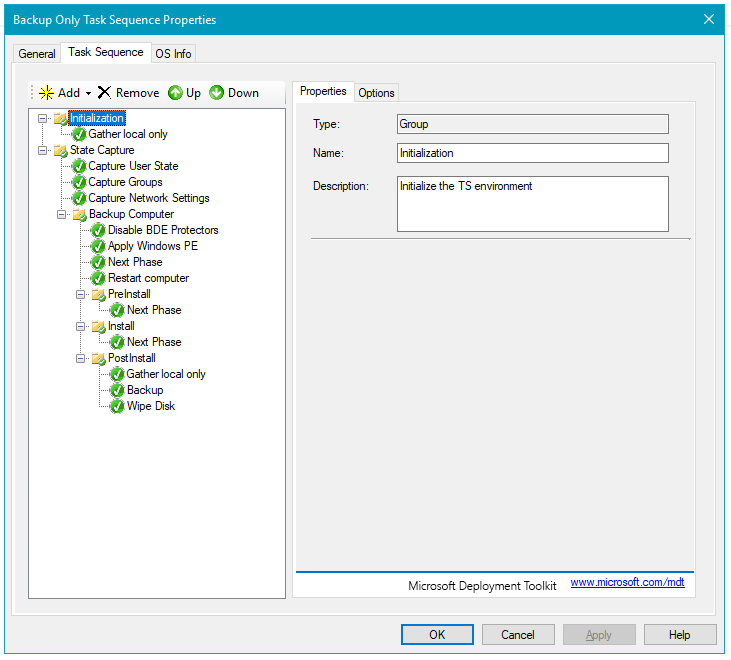 Backup Only Task Sequence Properties
General Task Sequence OS Info
Add Remove Up Down
Initialization
Gather local only
State Capture
Capture User State
Capture Groups
Capture Network Settings
Backup Computer
Disable BDE Protectors
Apply Windows PE
Next Phase
Restart computer
PreInstall
Next Phase
Install
Next Phase
PostInstall
Gather local only
Backup
Wipe Disk
Properties Options
Type: Group
Name: Initialization
Description: Initialize the TS environment
Microsoft Deployment Toolkit www.microsoft.com/mdt
OK Cancel Apply Help